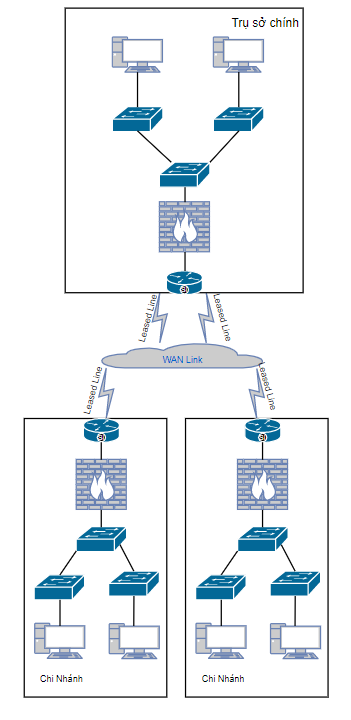 Trụ sở chính
Leased Line
Leased Line
WAN Link
Leased Line
Leased Line
Chi Nhánh
Chi Nhánh